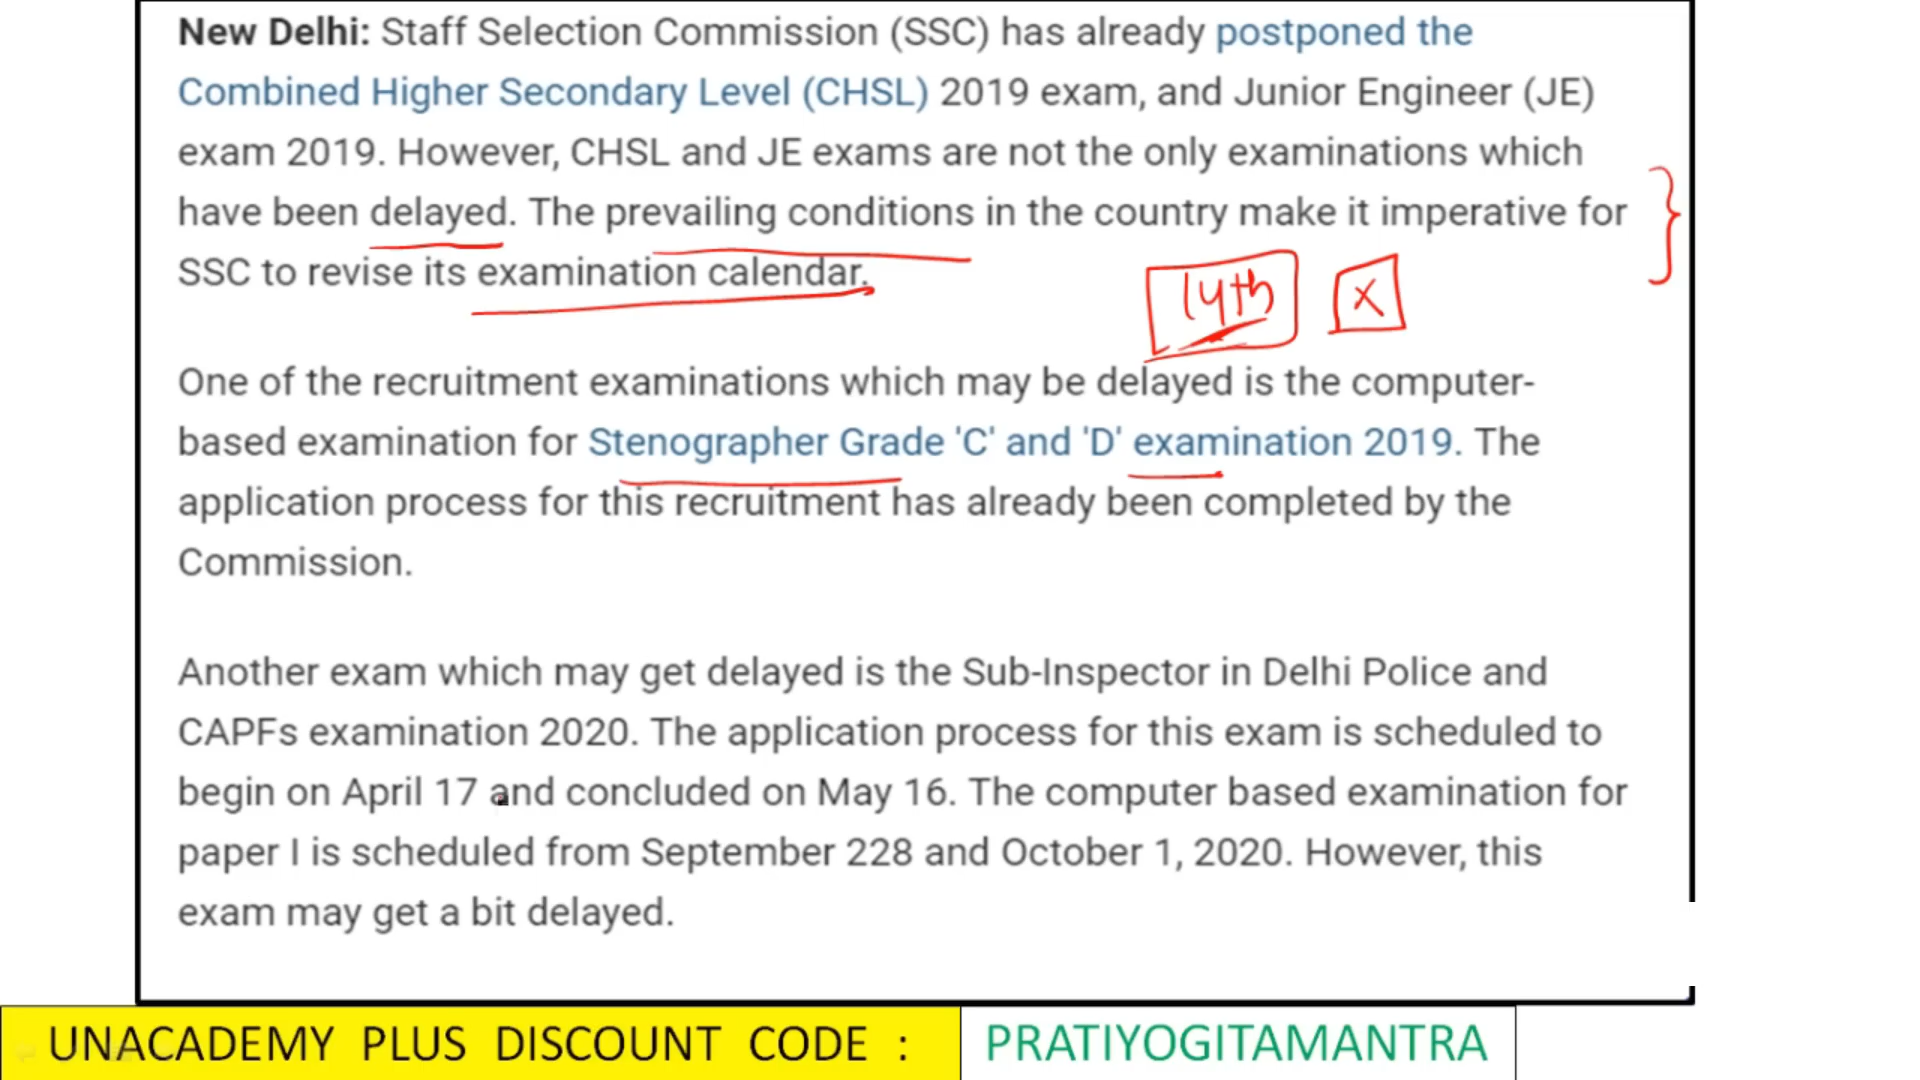 New Delhi: Staff Selection Commission (SSC) has already postponed the
Combined Higher Secondary Level (CHSL) 2019 exam, and Junior Engineer (JE)
exam 2019. However, CHSL and JE exams are not the only examinations which
have been delayed. The prevailing conditions in the country make it imperative for
SSC to revise its examination calendar.
14th X
One of the recruitment examinations which may be delayed is the computer-
based examination for Stenographer Grade 'C' and 'D' examination 2019. The
application process for this recruitment has already been completed by the
Commission.
Another exam which may get delayed is the Sub-Inspector in Delhi Police and
CAPFs examination 2020. The application process for this exam is scheduled to
begin on April 17 and concluded on May 16. The computer based examination for
paper I is scheduled from September 228 and October 1, 2020. However, this
exam may get a bit delayed.
UNACADEMY PLUS DISCOUNT CODE : PRATIYOGITAMANTRA